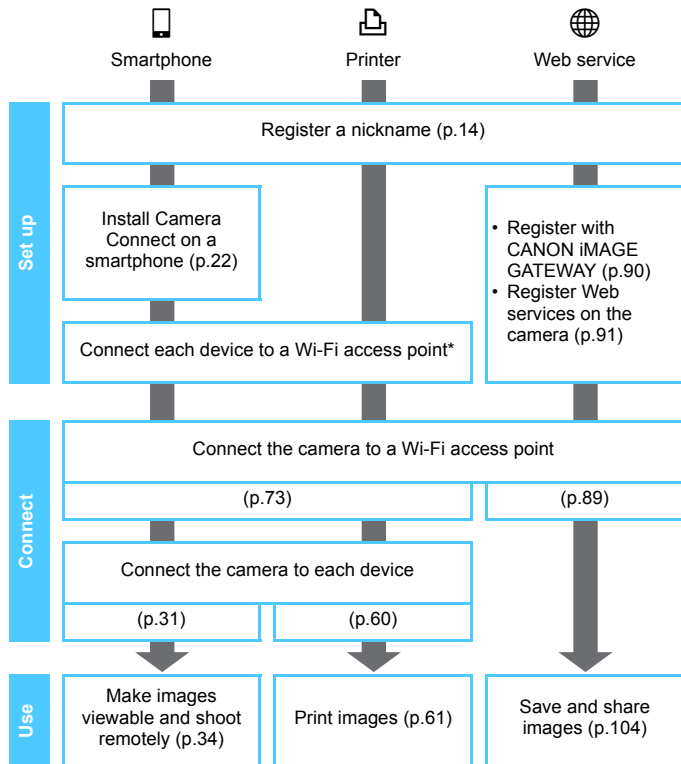 Smartphone
Printer
Web service
Set up
Register a nickname (p.14)
Install Camera
Connect on a
smartphone (p.22)
• Register with
CANON iMAGE
GATEWAY (p.90)
• Register Web
services on the
camera (p.91)
Connect each device to a Wi-Fi access point*
Connect
Connect the camera to a Wi-Fi access point
(p.73)
(p.89)
Connect the camera to each device
(p.31)
(p.60)
Use
Make images
viewable and shoot
remotely (p.34)
Print images (p.61)
Save and share
images (p.104)